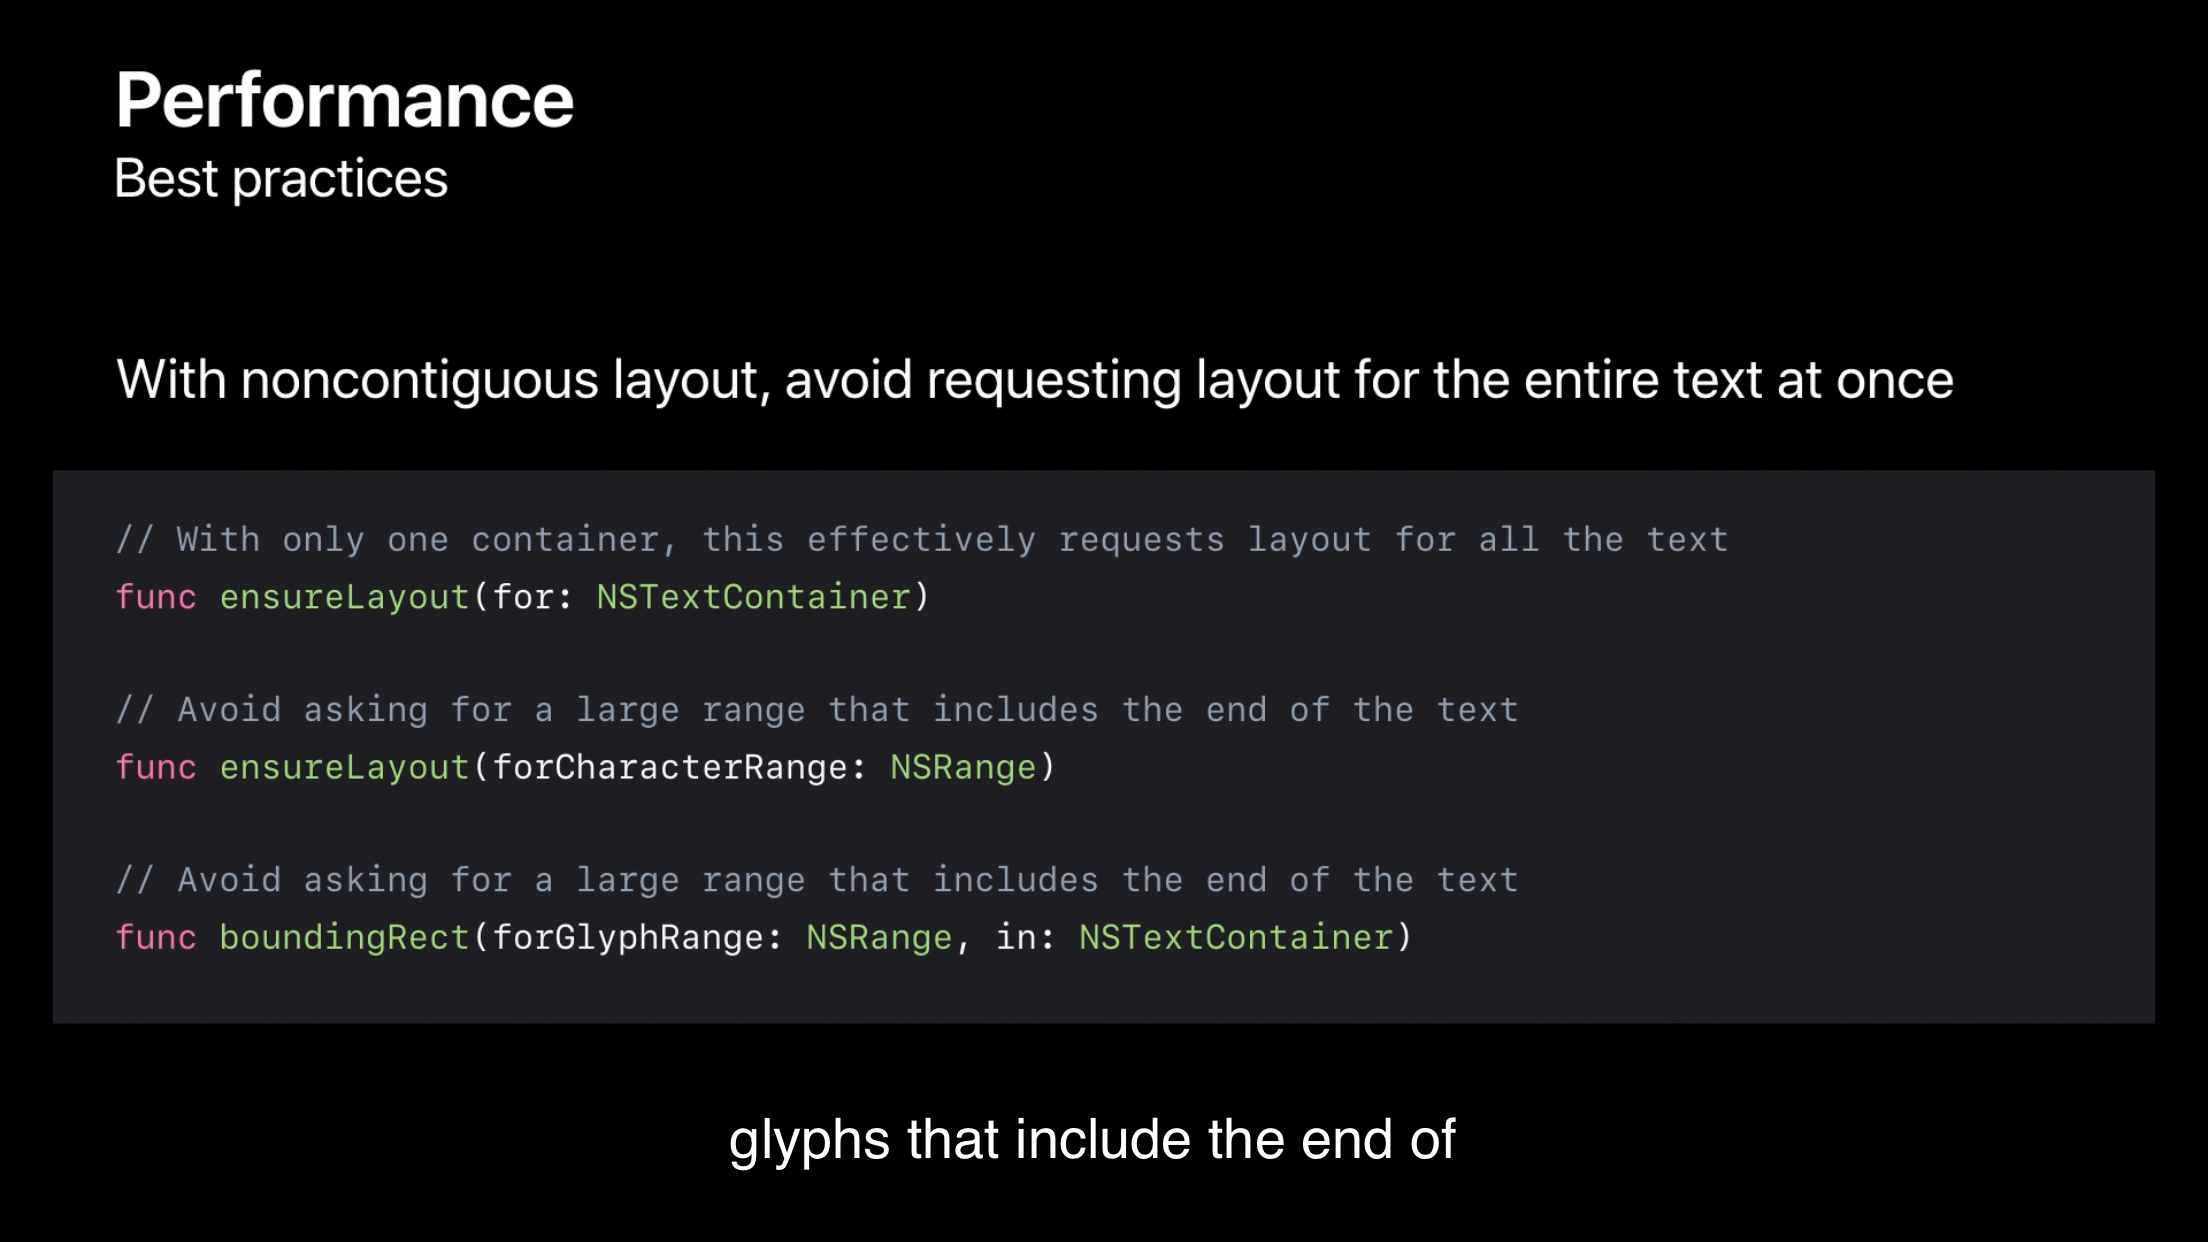 Performance
Best practices
With noncontiguous layout, avoid requesting layout for the entire text at once
// With only one container, this effectively requests layout for all the text
func ensureLayout(for: NSTextContainer)
// Avoid asking for a large range that includes the end of the text
func ensureLayout(forCharacterRange: NSRange)
// Avoid asking for a large range that includes the end of the text
func boundingRect(forGlyphRange: NSRange, in: NSTextContainer)
glyphs that include the end of